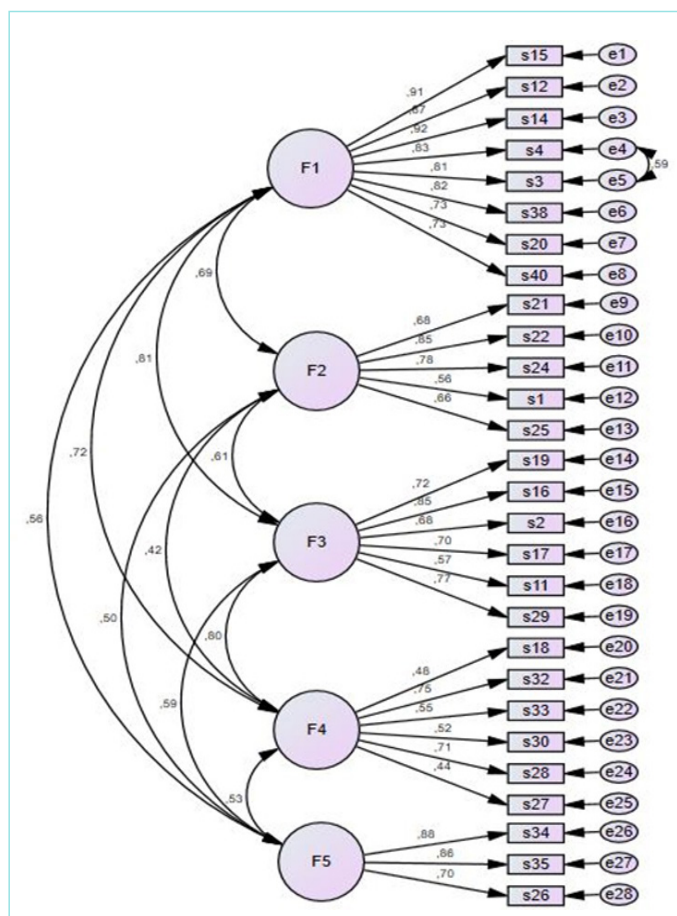 s15 e1
,91
s12 e2
,87
s14 e3
,92
s4 e4
,83
,59
F1
s3 e5
,81
s38 e6
,82
s20 e7
,73
s40 e8
,73
,69
s21 e9
,68
s22 e10
,85
F2
s24 e11
,78
s1 e12
,56
s25 e13
,66
,81
,72
,61
s19 e14
,72
s16 e15
,85
s2 e16
,68
F3
s17 e17
,70
s11 e18
,57
s29 e19
,77
,56
,42
,50
,80
,59
s18 e20
,48
s32 e21
,75
s33 e22
,55
F4
s30 e23
,52
s28 e24
,71
s27 e25
,44
,53
s34 e26
,88
F5
s35 e27
,86
s26 e28
,70